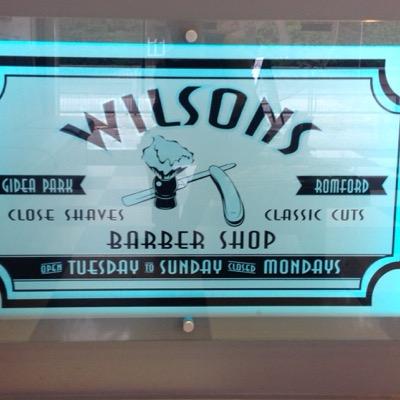 WILSONS
GIDEA PARK
ROMFORD
CLOSE SHAVES
CLASSIC CUTS
BARBER SHOP
OPEN TUESDAY TO SUNDAY CLOSED MONDAYS